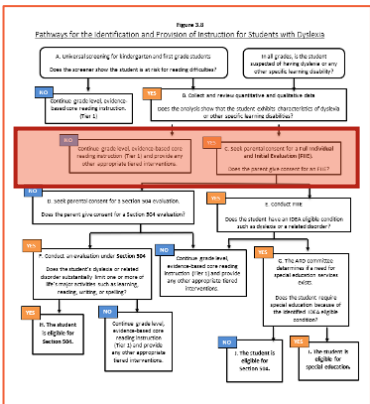 Figure 3.8
Pathways for the Identification and Provision of Instruction for Students with Dyslexia
A. Universal screening for kindergarten and first grade students
Does the screener show the student is at risk for reading difficulties?
In all grades, is the student
suspected of having dyslexia or any
other specific learning disability?
NO
Continue grade level, evidence-
based core reading instruction.
(Tier 1)
YES
B. Collect and review quantitative and qualitative data
Does the analysis show that the student exhibits characteristics of dyslexia
or other specific learning disabilities?
NO
Continue grade level, evidence-based core
reading instruction (Tier 1) and provide any
other appropriate tiered interventions.
YES
C. Seek parental consent for a Full Individual
and Initial Evaluation (FIIE).
Does the parent give consent for an FIIE?
NO
D. Seek parental consent for a Section 504 evaluation.
Does the parent give consent for a Section 504 evaluation?
YES
E. Conduct FIIE
Does the student have an IDEA eligible condition
such as dyslexia or a related disorder?
YES
F. Conduct an evaluation under Section 504
Does the student's dyslexia or related
disorder substantially limit one or more of
life's major activities such as learning,
reading, writing, or spelling?
NO
Continue grade level,
evidence-based core reading
instruction (Tier 1) and provide any
other appropriate tiered
interventions.
YES
G. The ARD committee
determines the need for
special education services
exists
Does the student require
special education because of
the identified IDEA eligible
condition?
YES
H. The student
is eligible for
Section 504.
NO
Continue grade level,
evidence-based core
reading instruction
(Tier 1) and provide
any other appropriate
tiered interventions.
NO
I. The student is
eligible for
Section 504.
YES
The student is
eligible for
special education.